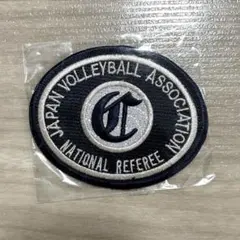 JAPAN VOLLEYBALL ASSOCIATION
C
NATIONAL REFEREE